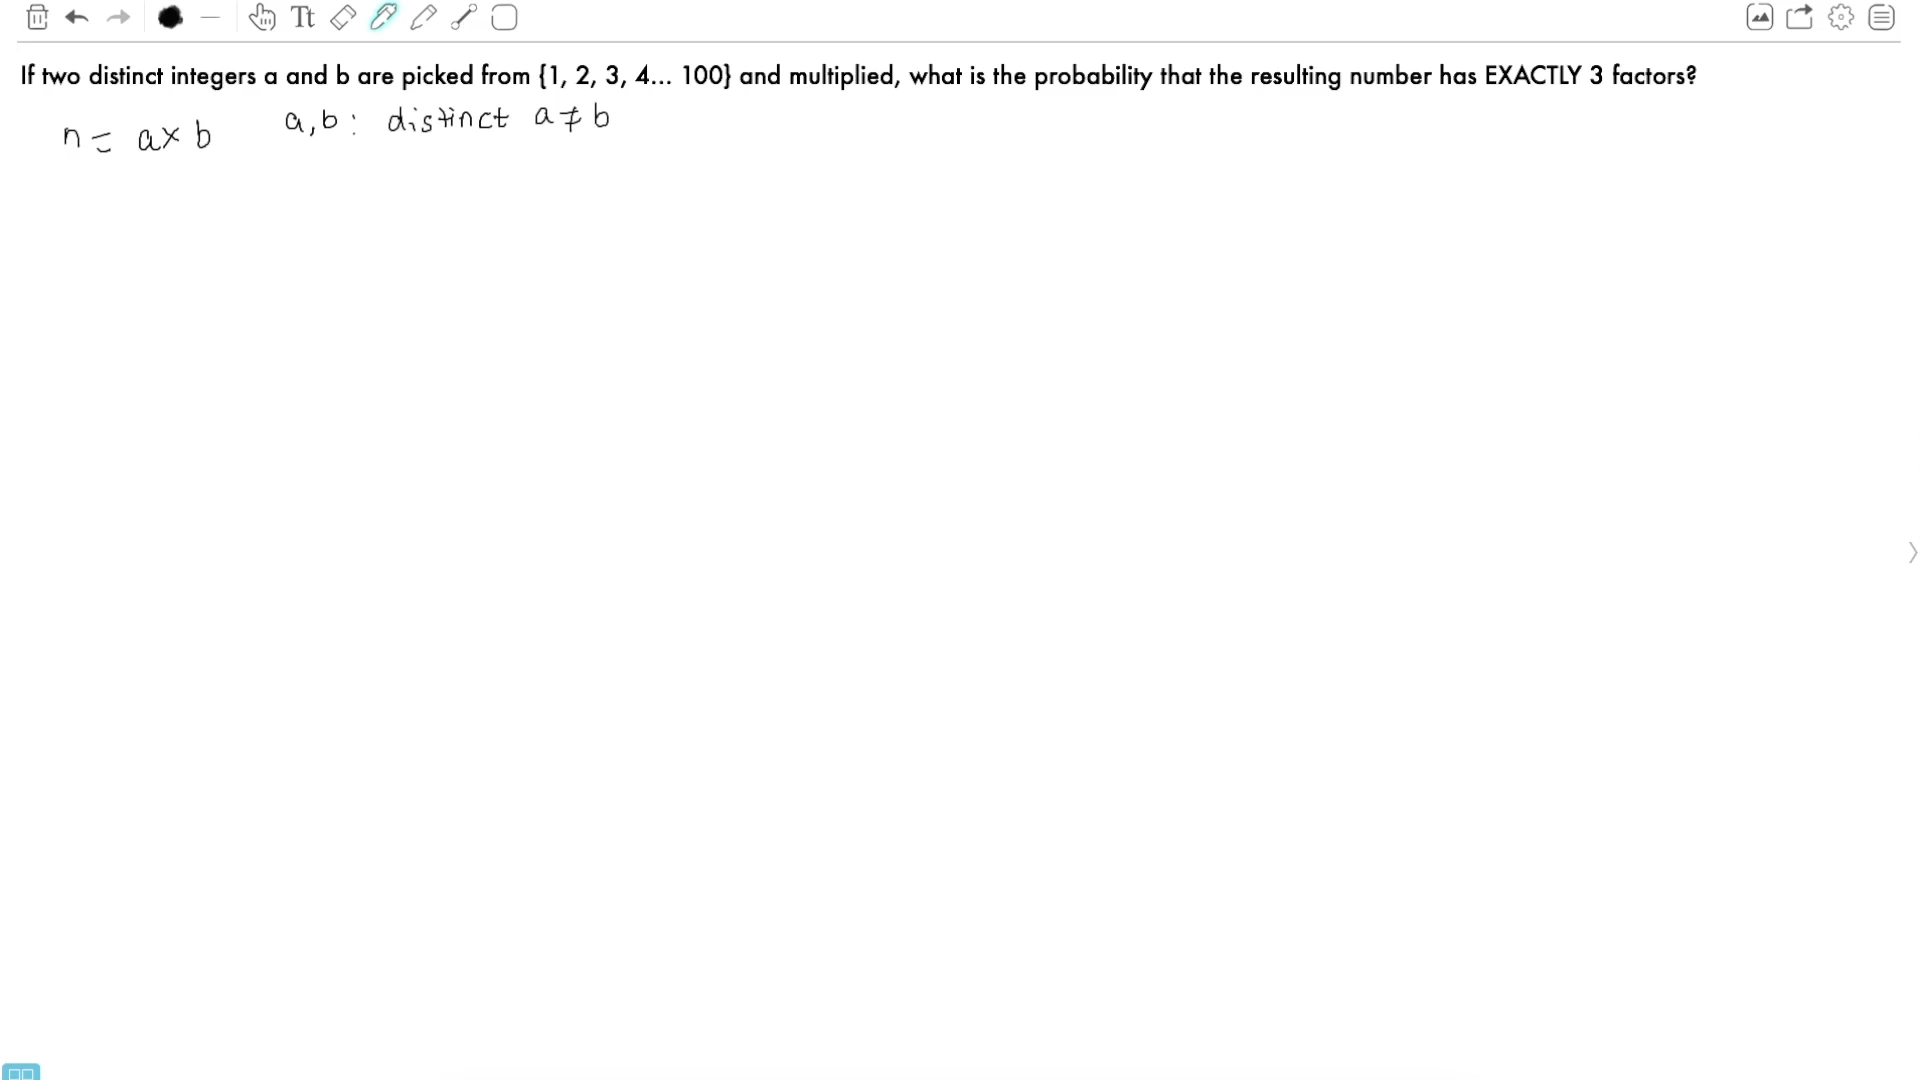 Tt
If two distinct integers a and b are picked from {1, 2, 3, 4... 100} and multiplied, what is the probability that the resulting number has EXACTLY 3 factors?
n = a × b a,b : distinct a ≠ b